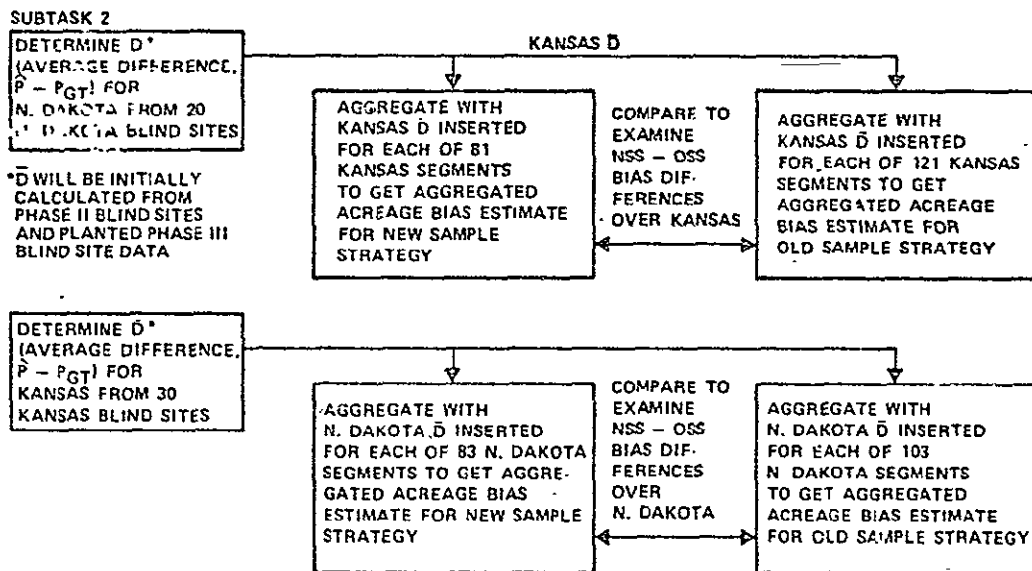 SUBTASK 2
DETERMINE D*
(AVERAGE DIFFERENCE,
P̂ – P_GT) FOR
N. DAKOTA FROM 20
DAKOTA BLIND SITES
*D̄ WILL BE INITIALLY
CALCULATED FROM
PHASE II BLIND SITES
AND PLANTED PHASE III
BLIND SITE DATA
KANSAS D̄
AGGREGATE WITH
KANSAS D̄ INSERTED
FOR EACH OF 81
KANSAS SEGMENTS
TO GET AGGREGATED
ACREAGE BIAS ESTIMATE
FOR NEW SAMPLE
STRATEGY
COMPARE TO
EXAMINE
NSS – OSS
BIAS DIF-
FERENCES
OVER KANSAS
AGGREGATE WITH
KANSAS D̄ INSERTED
FOR EACH OF 121 KANSAS
SEGMENTS TO GET
AGGREGATED ACREAGE
BIAS ESTIMATE FOR
OLD SAMPLE STRATEGY
DETERMINE D̄*
(AVERAGE DIFFERENCE,
P̂ – P_GT) FOR
KANSAS FROM 30
KANSAS BLIND SITES
AGGREGATE WITH
N. DAKOTA D̄ INSERTED
FOR EACH OF 83 N. DAKOTA
SEGMENTS TO GET AGGRE-
GATED ACREAGE BIAS
ESTIMATE FOR NEW SAMPLE
STRATEGY
COMPARE TO
EXAMINE
NSS – OSS
BIAS DIF-
FERENCES
OVER
N. DAKOTA
AGGREGATE WITH
N. DAKOTA D̄ INSERTED
FOR EACH OF 103
N DAKOTA SEGMENTS
TO GET AGGREGATED
ACREAGE BIAS ESTIMATE
FOR OLD SAMPLE STRATEGY